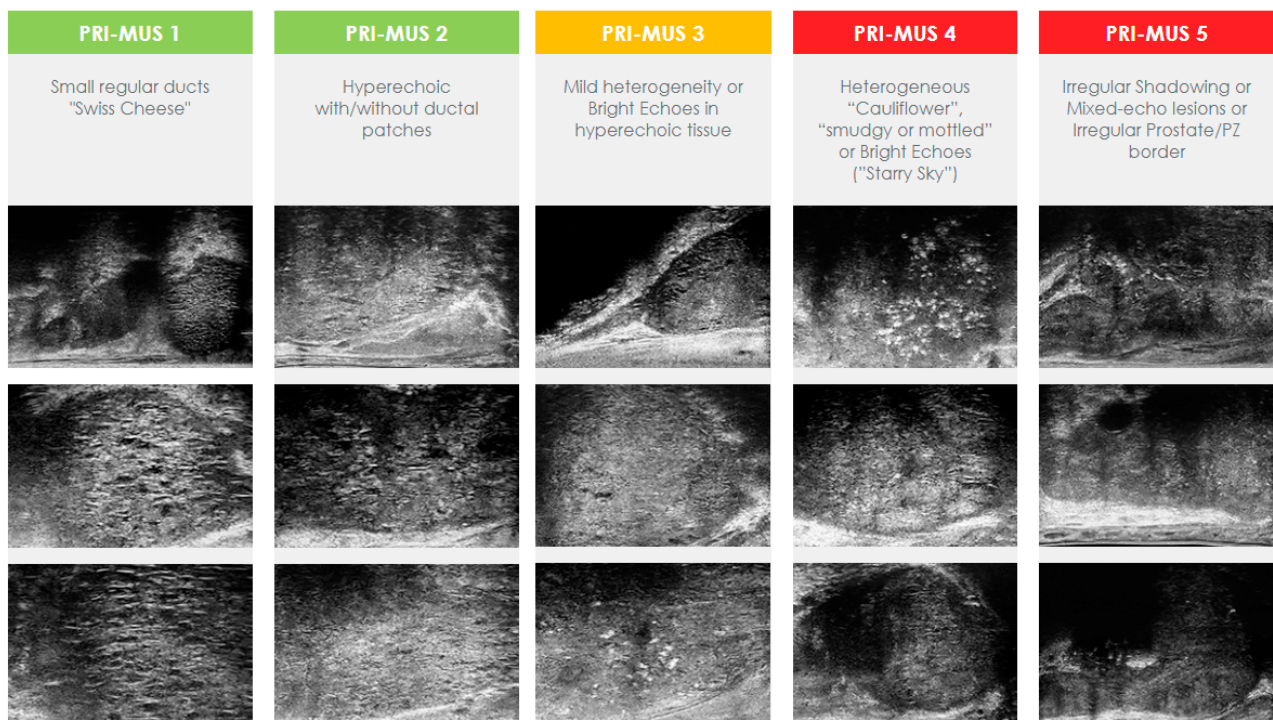 PRI-MUS 1
Small regular ducts
"Swiss Cheese"
PRI-MUS 2
Hyperechoic
with/without ductal
patches
PRI-MUS 3
Mild heterogeneity or
Bright Echoes in
hyperechoic tissue
PRI-MUS 4
Heterogeneous
“Cauliflower”,
“smudgy or mottled”
or Bright Echoes
(”Starry Sky”)
PRI-MUS 5
Irregular Shadowing or
Mixed-echo lesions or
Irregular Prostate/PZ
border